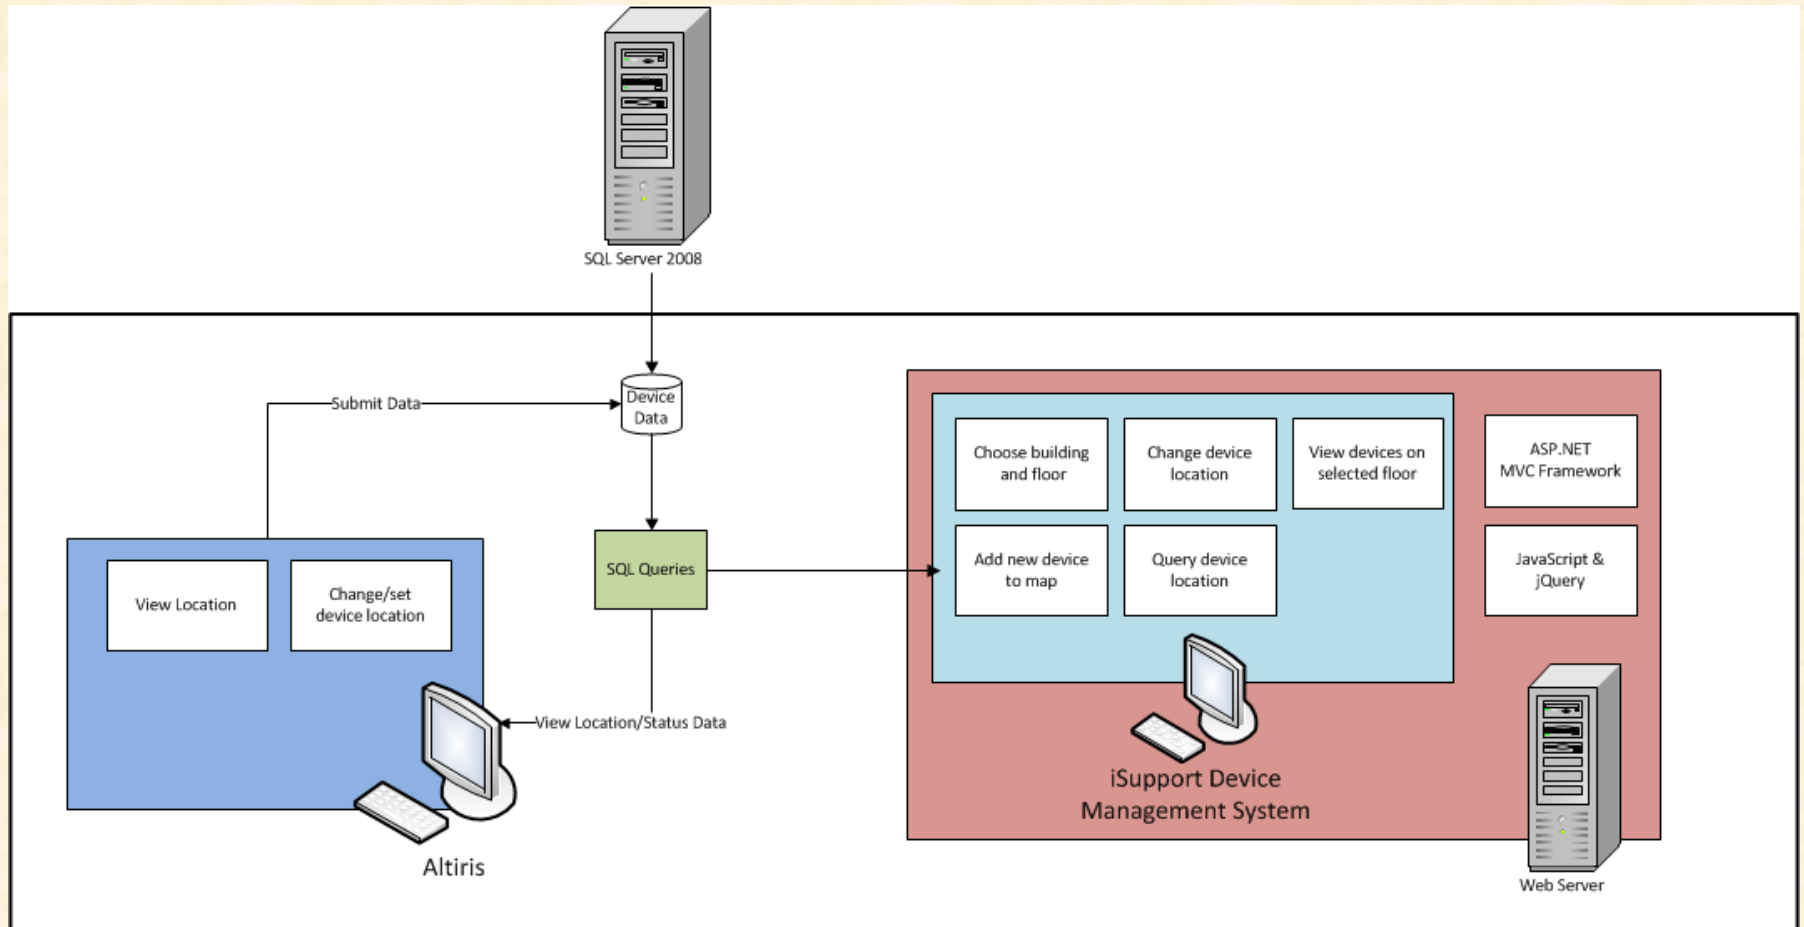 SQL Server 2008
Submit Data
Device
Data
Choose building
and floor
Change device
location
View devices on
selected floor
ASP.NET
MVC Framework
Add new device
to map
Query device
location
JavaScript &
jQuery
SQL Queries
View Location
Change/set
device location
View Location/Status Data
iSupport Device
Management System
Altiris
Web Server